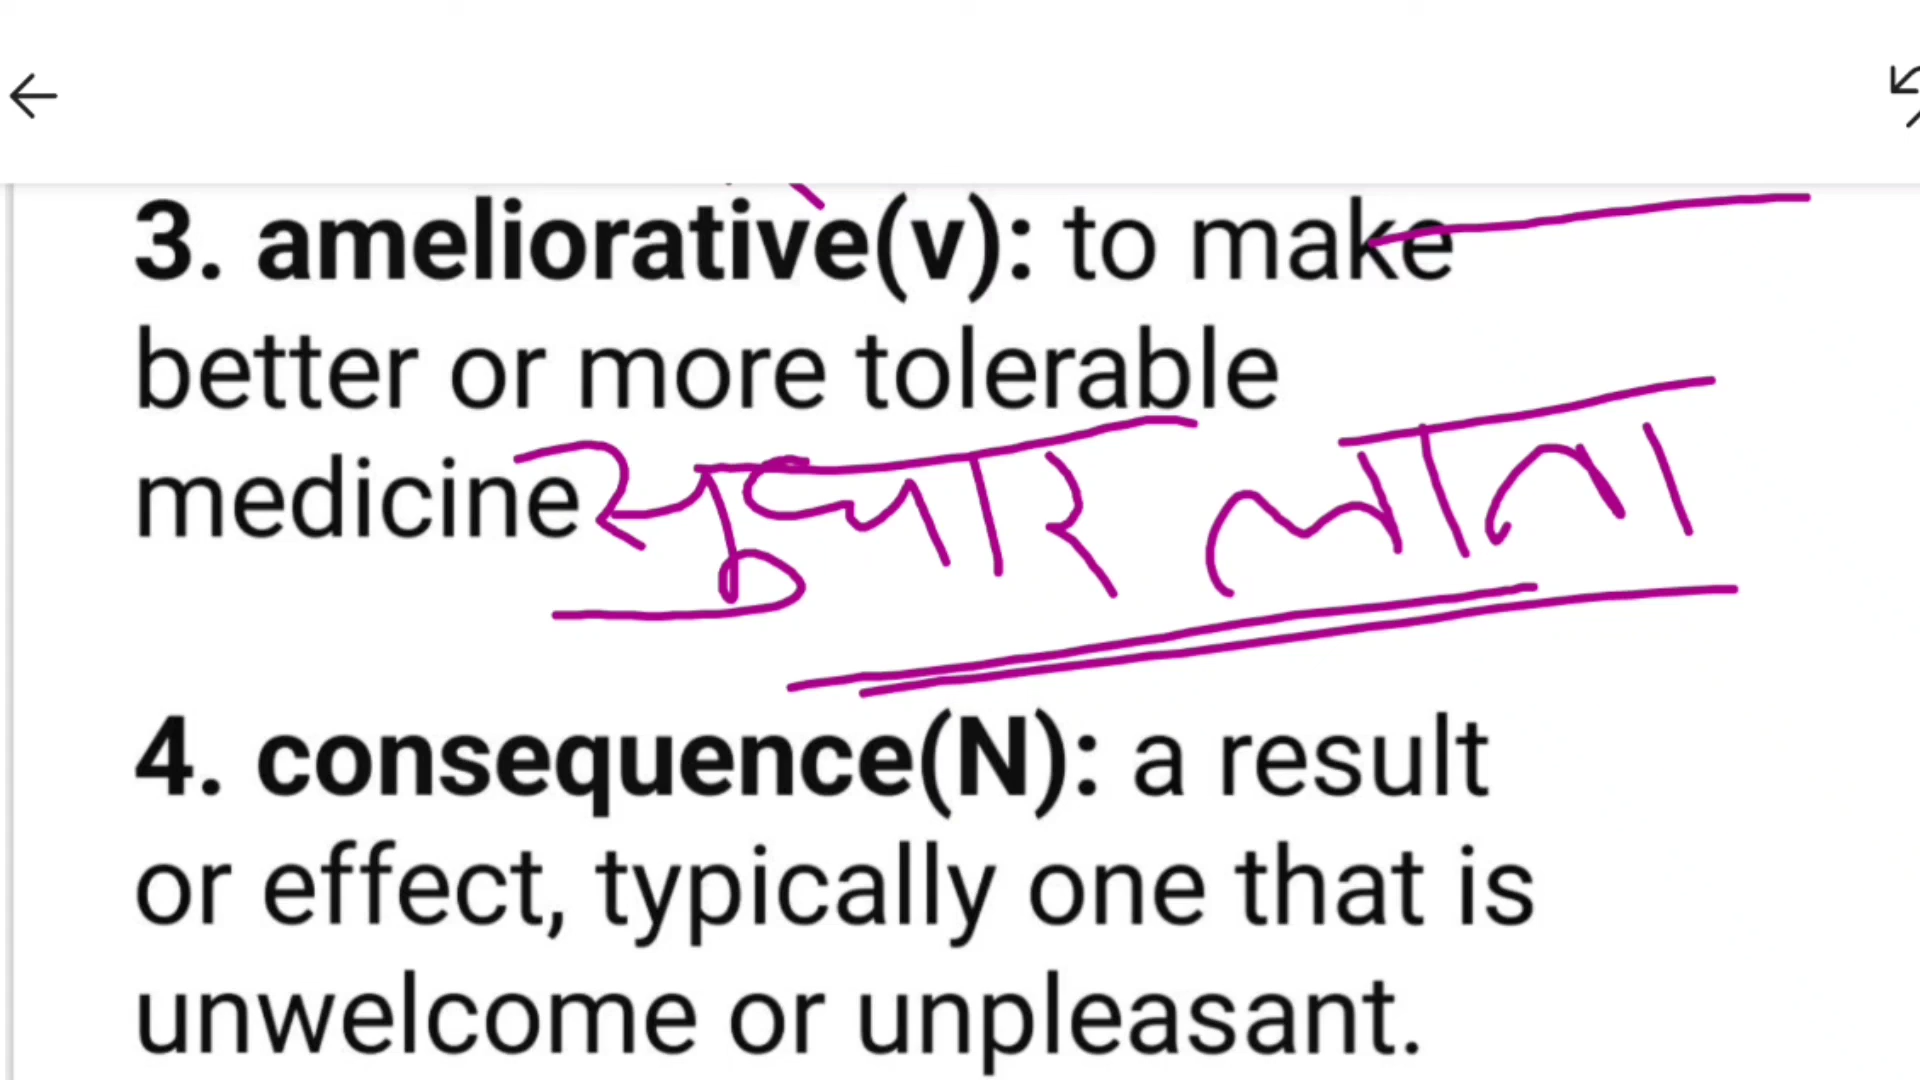 3. ameliorative(v): to make
better or more tolerable
medicine सुधार लाना
4. consequence(N): a result
or effect, typically one that is
unwelcome or unpleasant.